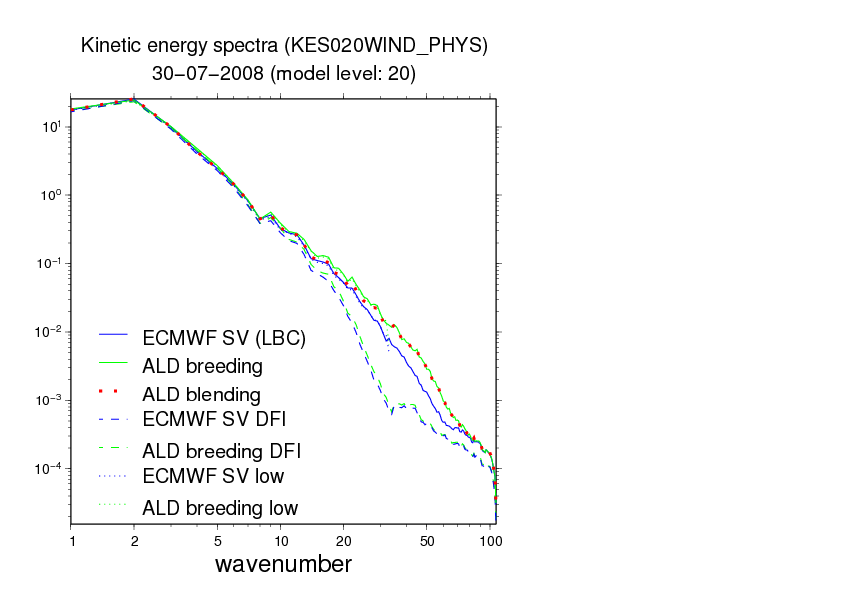 Kinetic energy spectra (KES020WIND_PHYS)
30−07−2008 (model level: 20)
10¹
10⁰
10⁻¹
10⁻²
10⁻³
10⁻⁴
ECMWF SV (LBC)
ALD breeding
ALD blending
ECMWF SV DFI
ALD breeding DFI
ECMWF SV low
ALD breeding low
1 2 5 10 20 50 100
wavenumber